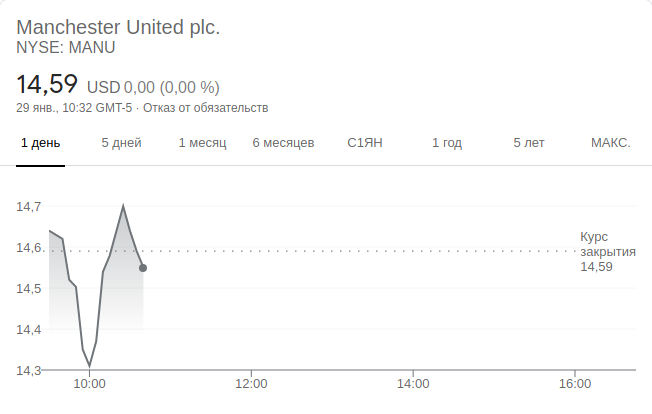 Manchester United plc.
NYSE: MANU
14,59 USD 0,00 (0,00 %)
29 янв., 10:32 GMT-5 · Отказ от обязательств
1 день 5 дней 1 месяц 6 месяцев С1ЯН 1 год 5 лет МАКС.
14,7
14,6
14,5
14,4
14,3
Курс
закрытия
14,59
10:00 12:00 14:00 16:00